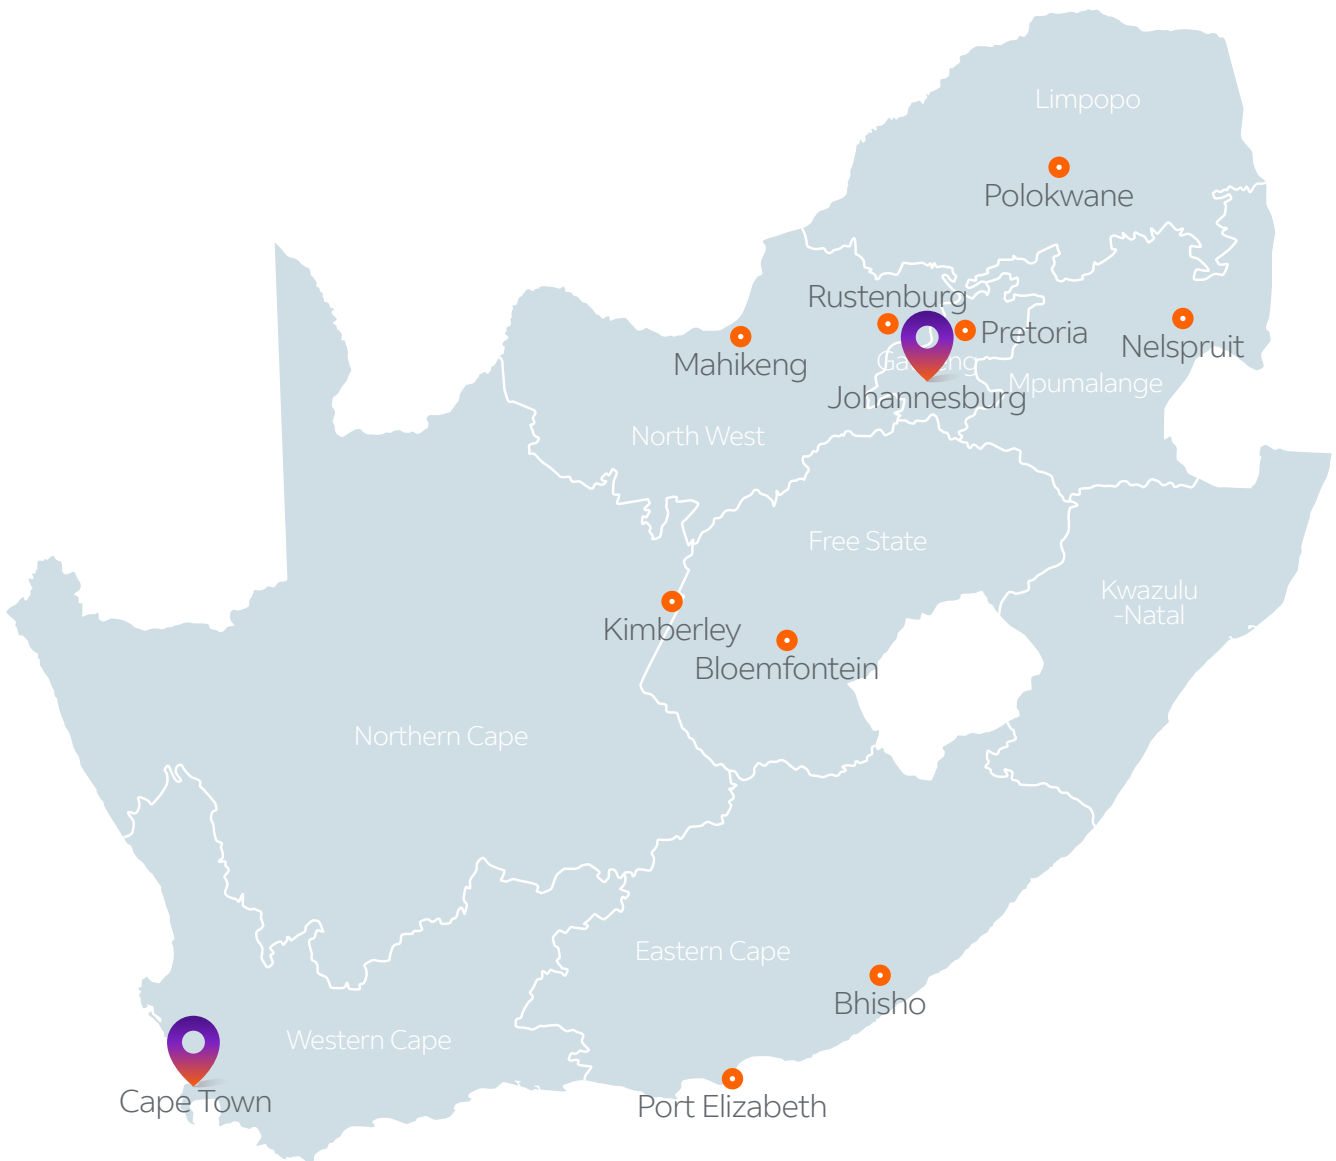 Limpopo
Polokwane
Rustenburg
Pretoria
Nelspruit
Mahikeng
Gauteng
Mpumalange
Johannesburg
North West
Free State
Kwazulu
-Natal
Kimberley
Bloemfontein
Northern Cape
Eastern Cape
Bhisho
Western Cape
Cape Town
Port Elizabeth